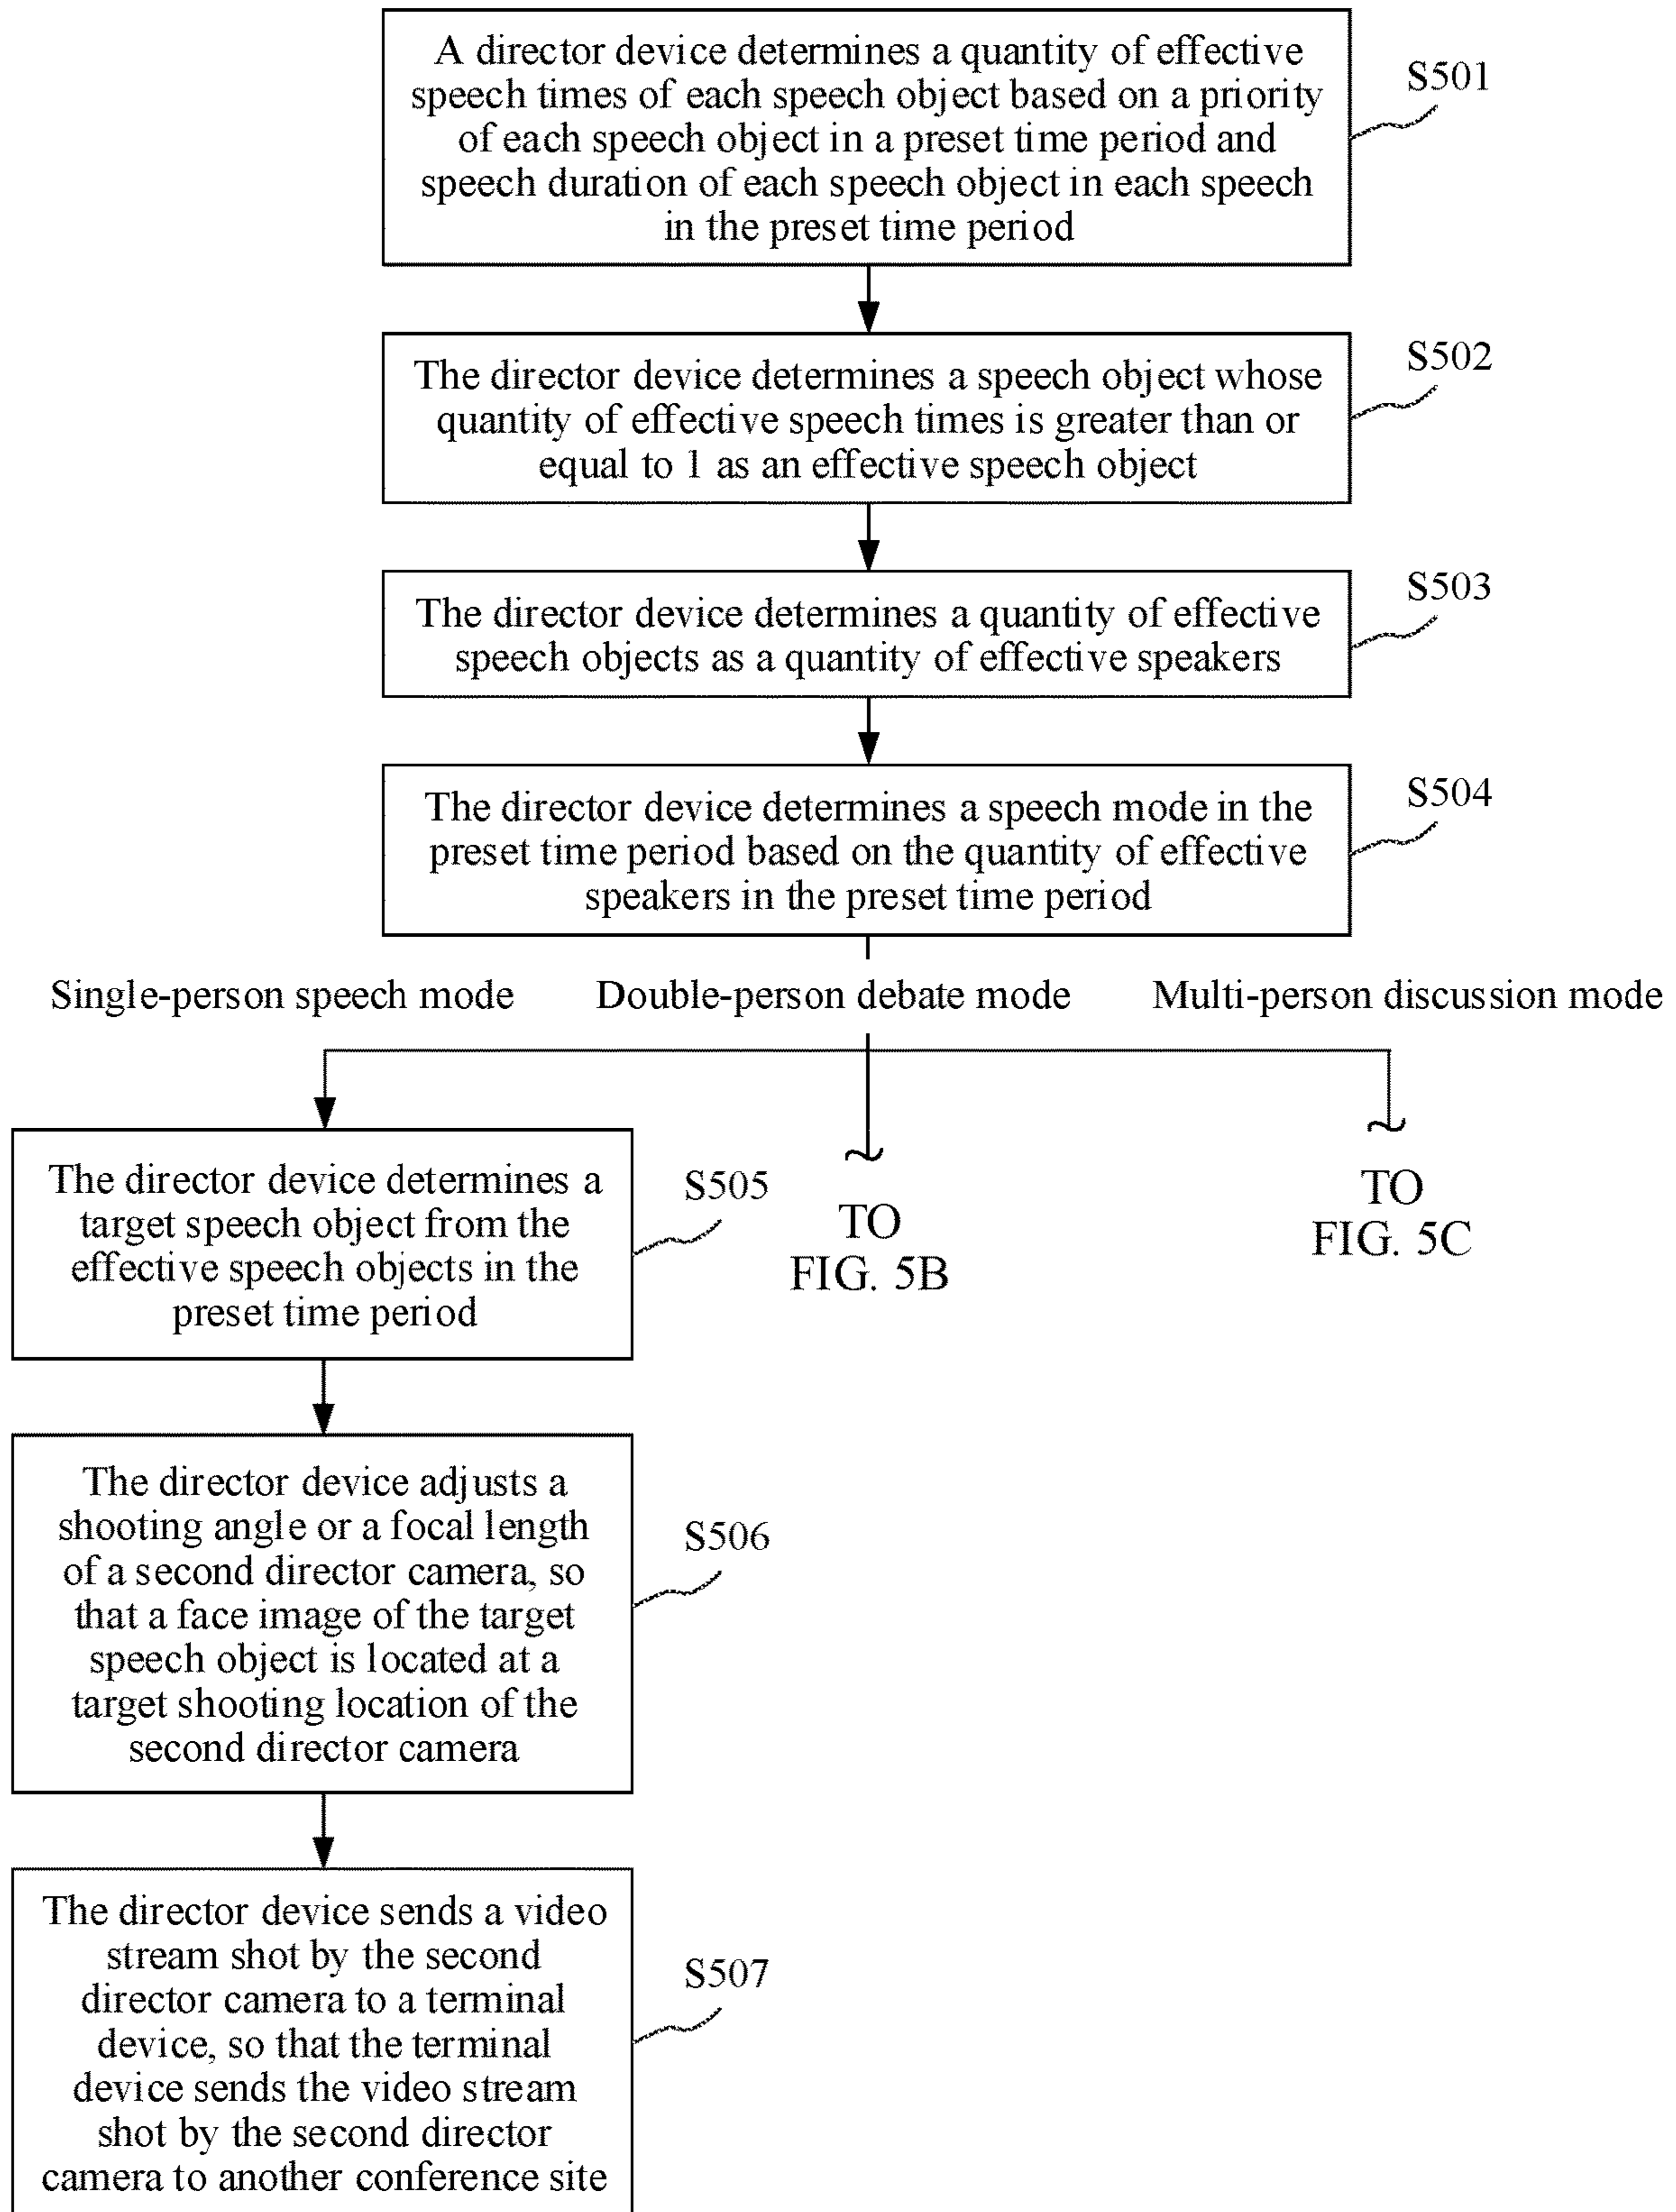 A director device determines a quantity of effective
speech times of each speech object based on a priority
of each speech object in a preset time period and
speech duration of each speech object in each speech
in the preset time period
S501
The director device determines a speech object whose
quantity of effective speech times is greater than or
equal to 1 as an effective speech object
S502
The director device determines a quantity of effective
speech objects as a quantity of effective speakers
S503
The director device determines a speech mode in the
preset time period based on the quantity of effective
speakers in the preset time period
S504
Single-person speech mode
Double-person debate mode
Multi-person discussion mode
The director device determines a
target speech object from the
effective speech objects in the
preset time period
S505
TO
FIG. 5B
TO
FIG. 5C
The director device adjusts a
shooting angle or a focal length
of a second director camera, so
that a face image of the target
speech object is located at a
target shooting location of the
second director camera
S506
The director device sends a video
stream shot by the second
director camera to a terminal
device, so that the terminal
device sends the video stream
shot by the second director
camera to another conference site
S507